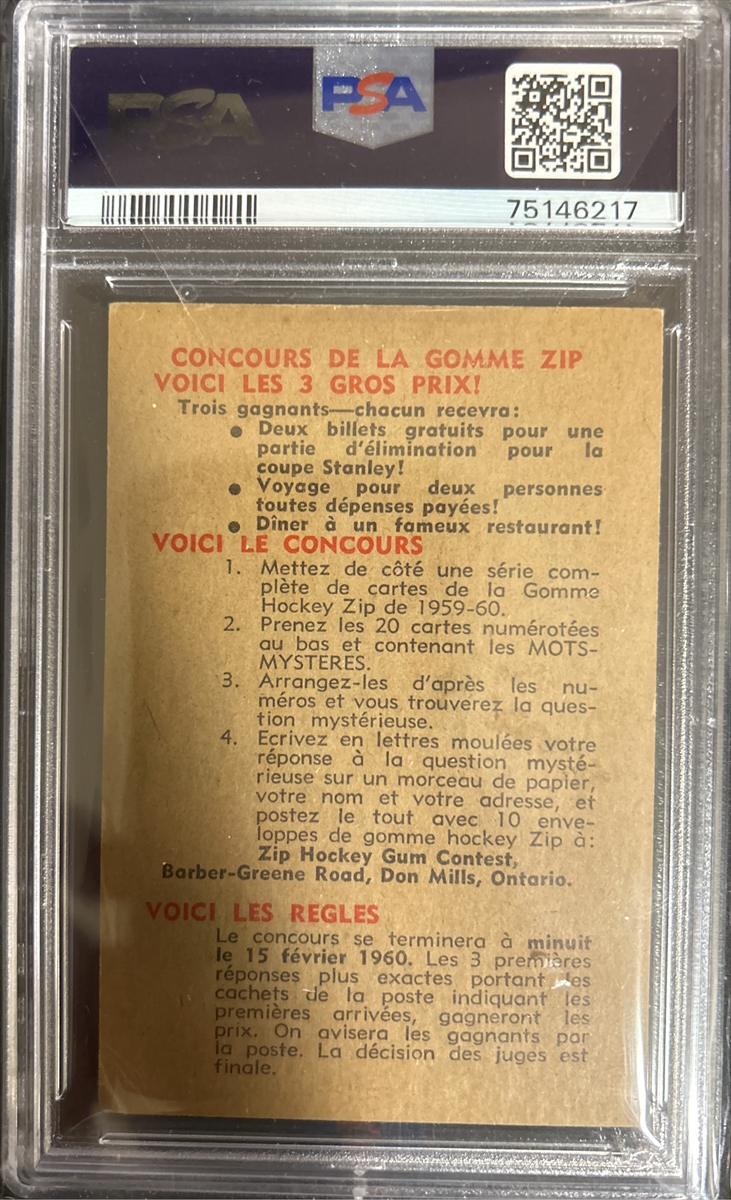 PSA
PSA
75146217
CONCOURS DE LA GOMME ZIP
VOICI LES 3 GROS PRIX!
Trois gagnants—chacun recevra:
● Deux billets gratuits pour une
partie d'élimination pour la
coupe Stanley!
● Voyage pour deux personnes
toutes dépenses payées!
● Dîner à un fameux restaurant!
VOICI LE CONCOURS
1. Mettez de côté une série com-
plète de cartes de la Gomme
Hockey Zip de 1959-60.
2. Prenez les 20 cartes numérotées
au bas et contenant les MOTS-
MYSTERES.
3. Arrangez-les d'après les nu-
méros et vous trouverez la ques-
tion mystérieuse.
4. Ecrivez en lettres moulées votre
réponse à la question mysté-
rieuse sur un morceau de papier,
votre nom et votre adresse, et
postez le tout avec 10 enve-
loppes de gomme hockey Zip à:
Zip Hockey Gum Contest,
Barber-Greene Road, Don Mills, Ontario.
VOICI LES REGLES
Le concours se terminera à minuit
le 15 février 1960. Les 3 premières
réponses plus exactes portant les
cachets de la poste indiquant les
premières arrivées, gagneront les
prix. On avisera les gagnants par
la poste. La décision des juges est
finale.